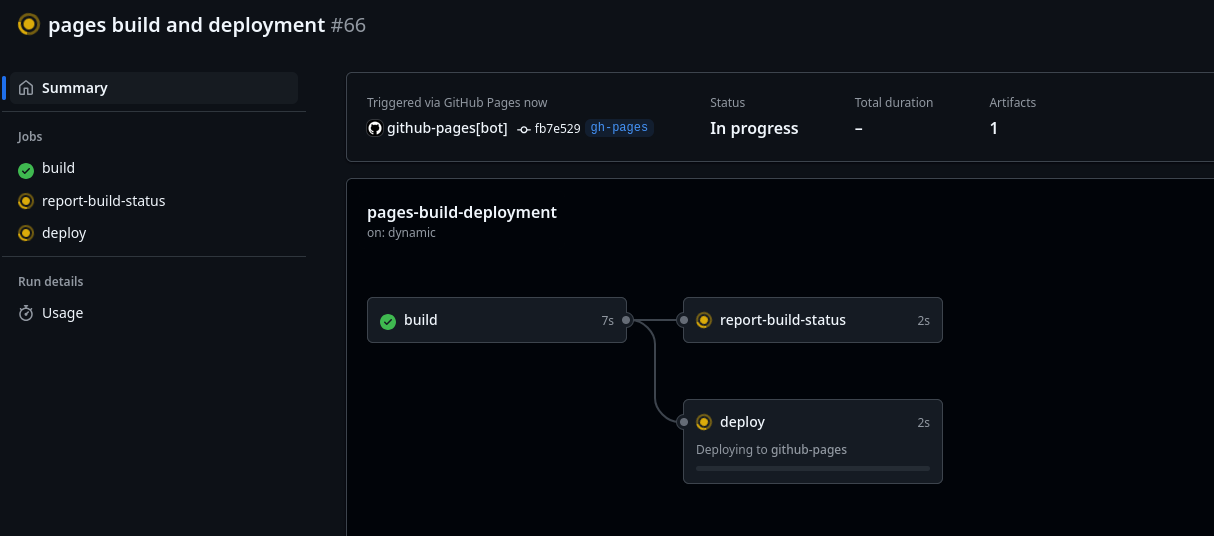 pages build and deployment #66
Summary
Jobs
build
report-build-status
deploy
Run details
Usage
Triggered via GitHub Pages now
github-pages[bot] fb7e529 gh-pages
Status
In progress
Total duration
–
Artifacts
1
pages-build-deployment
on: dynamic
build 7s
report-build-status 2s
deploy 2s
Deploying to github-pages